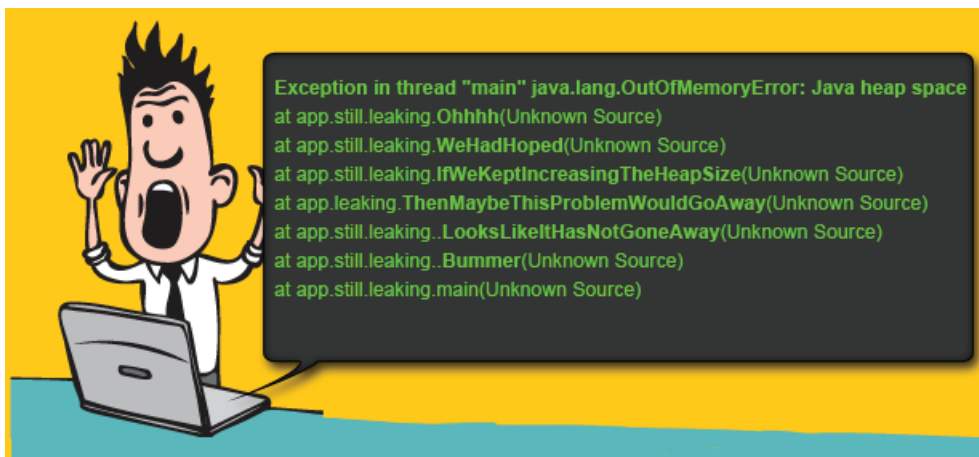 Exception in thread "main" java.lang.OutOfMemoryError: Java heap space
at app.still.leaking.Ohhhh(Unknown Source)
at app.still.leaking.WeHadHoped(Unknown Source)
at app.still.leaking.IfWeKeptIncreasingTheHeapSize(Unknown Source)
at app.leaking.ThenMaybeThisProblemWouldGoAway(Unknown Source)
at app.still.leaking..LooksLikeItHasNotGoneAway(Unknown Source)
at app.still.leaking..Bummer(Unknown Source)
at app.still.leaking.main(Unknown Source)